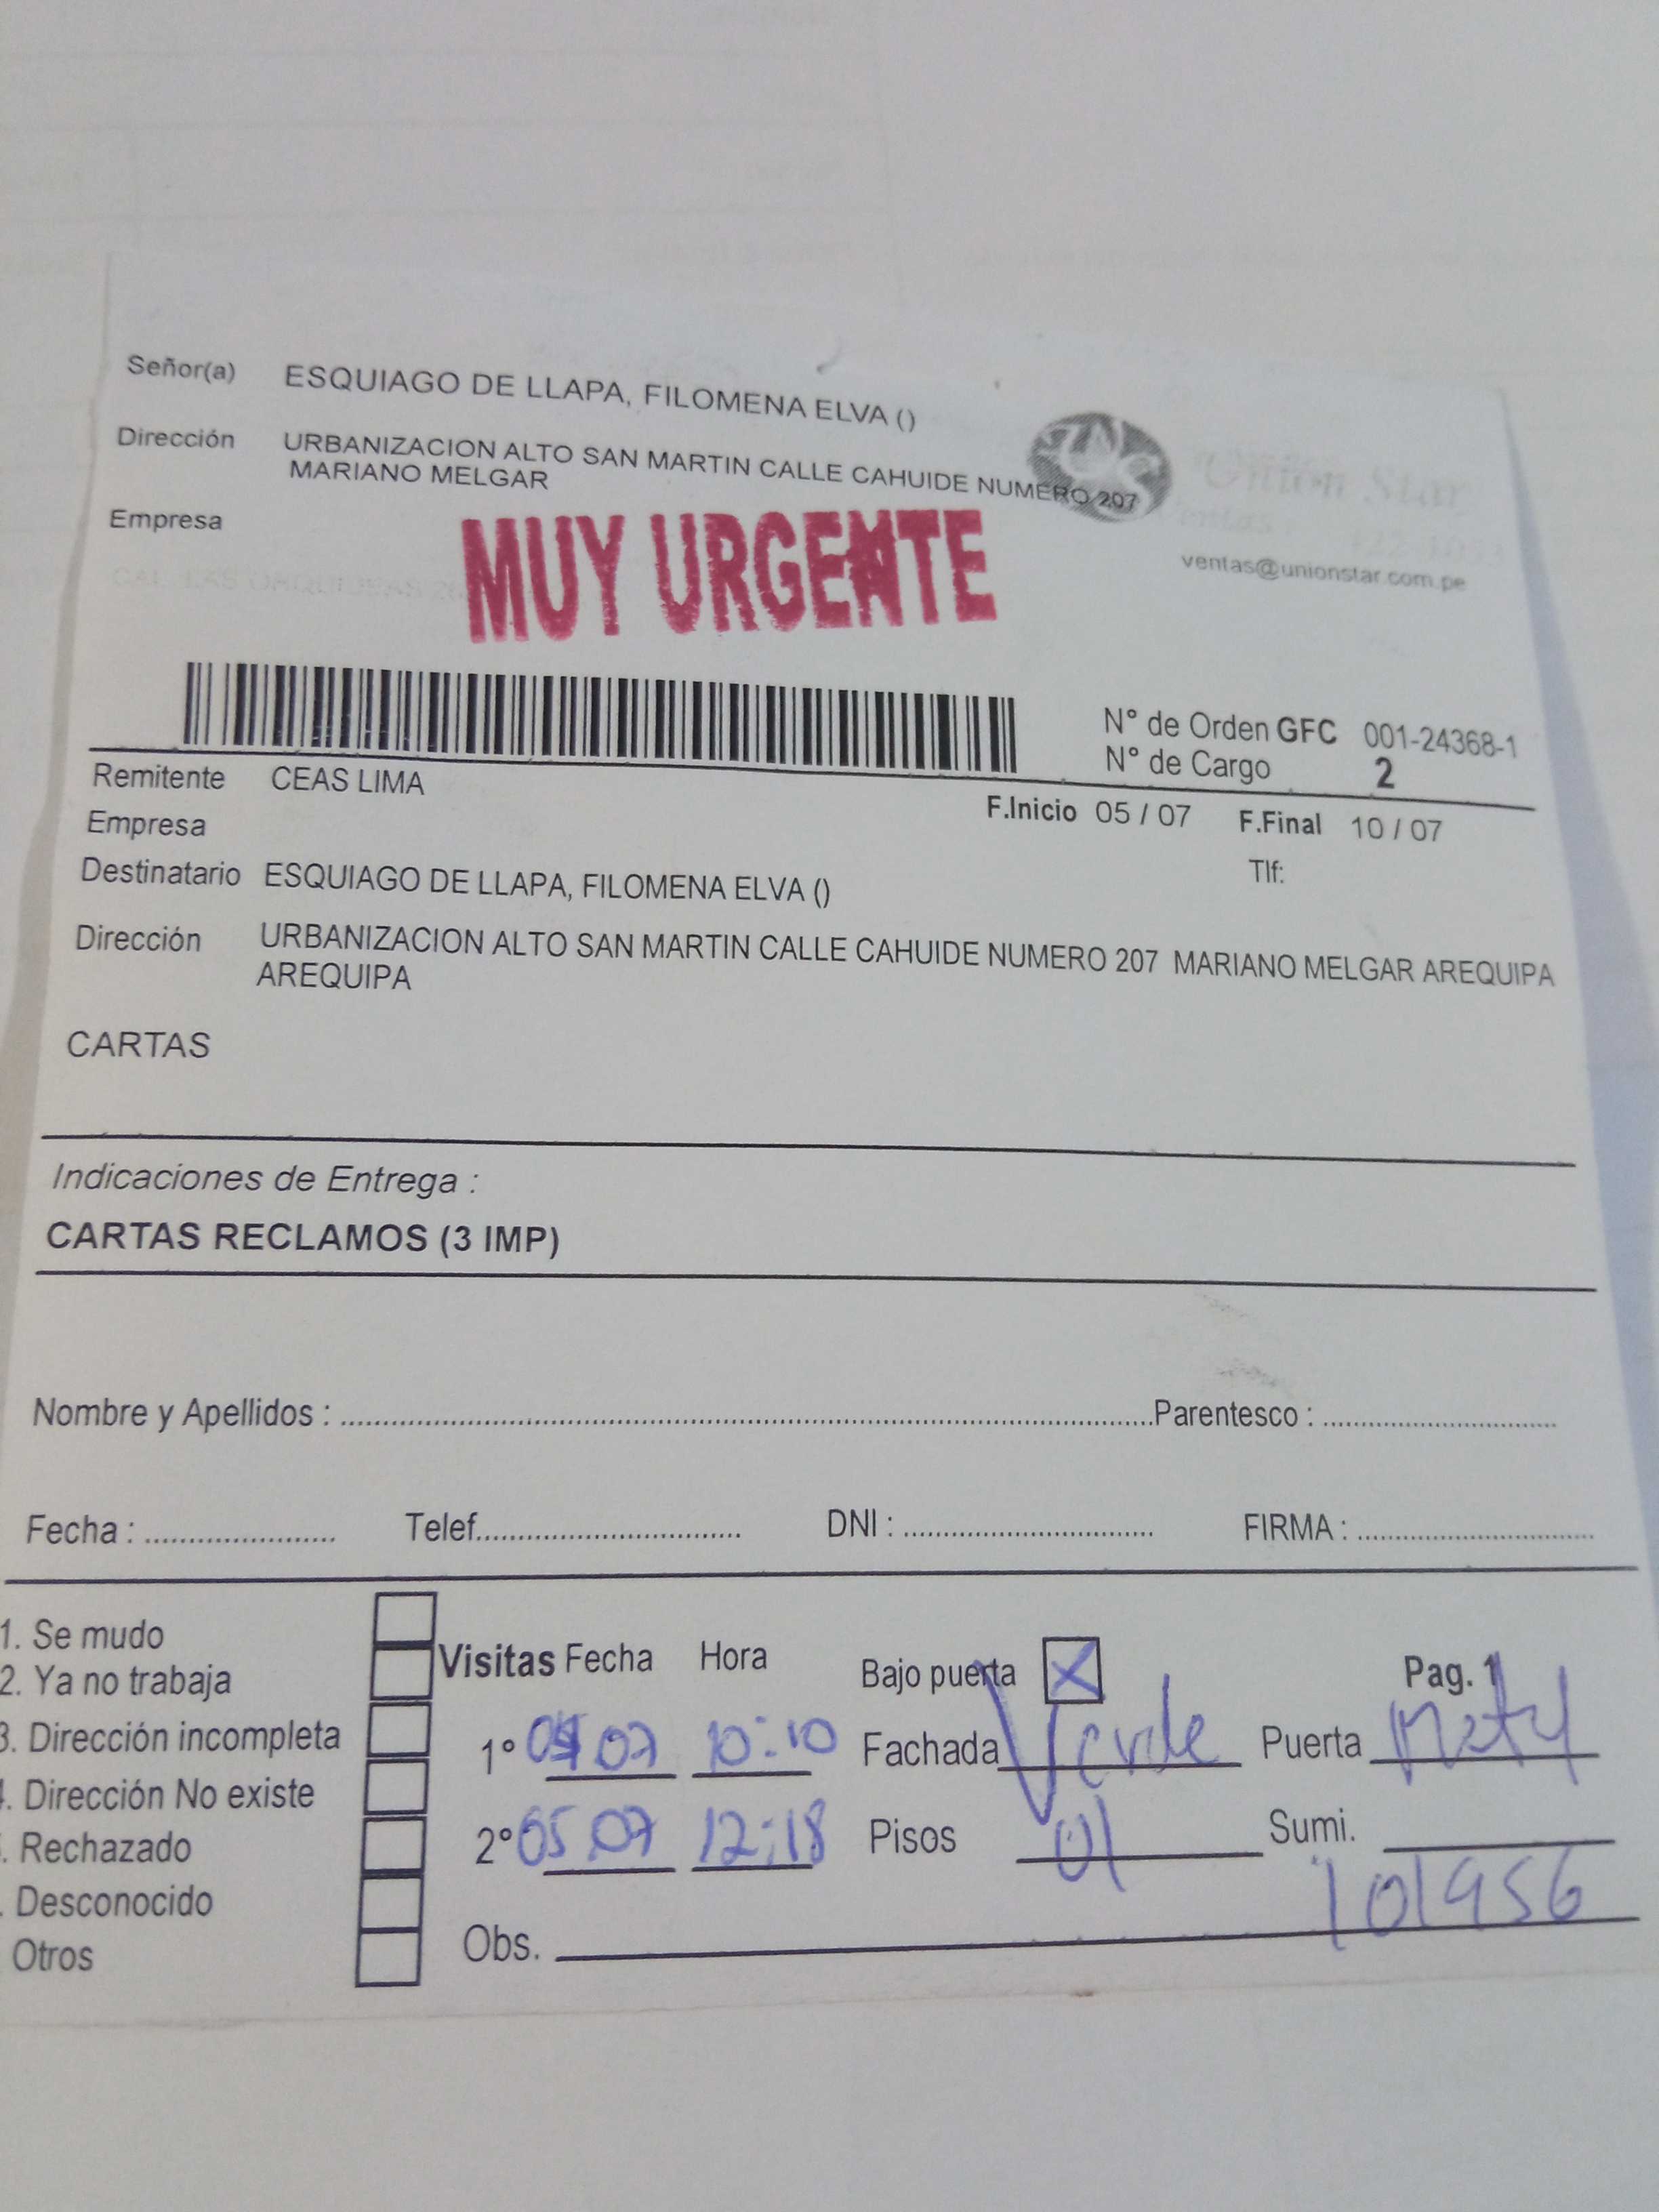 Señor(a) ESQUIAGO DE LLAPA, FILOMENA ELVA ()
Dirección URBANIZACION ALTO SAN MARTIN CALLE CAHUIDE NUMERO 207
MARIANO MELGAR
Union Star
Empresa
ventas@unionstar.com.pe
MUY URGENTE
N° de Orden GFC 001-24368-1
N° de Cargo 2
Remitente CEAS LIMA
F.Inicio 05 / 07 F.Final 10 / 07
Empresa
Tlf:
Destinatario ESQUIAGO DE LLAPA, FILOMENA ELVA ()
Dirección URBANIZACION ALTO SAN MARTIN CALLE CAHUIDE NUMERO 207 MARIANO MELGAR AREQUIPA
AREQUIPA
CARTAS
Indicaciones de Entrega :
CARTAS RECLAMOS (3 IMP)
Nombre y Apellidos : Parentesco :
Fecha : Telef. DNI : FIRMA :
1. Se mudo
2. Ya no trabaja
3. Dirección incompleta
. Dirección No existe
. Rechazado
. Desconocido
Otros
Visitas Fecha Hora
1° 07 10:10
2° 05 07 12:18
Obs.
Bajo puerta X Pag. 1
Fachada Verde Puerta
Pisos 01 Sumi.
101956